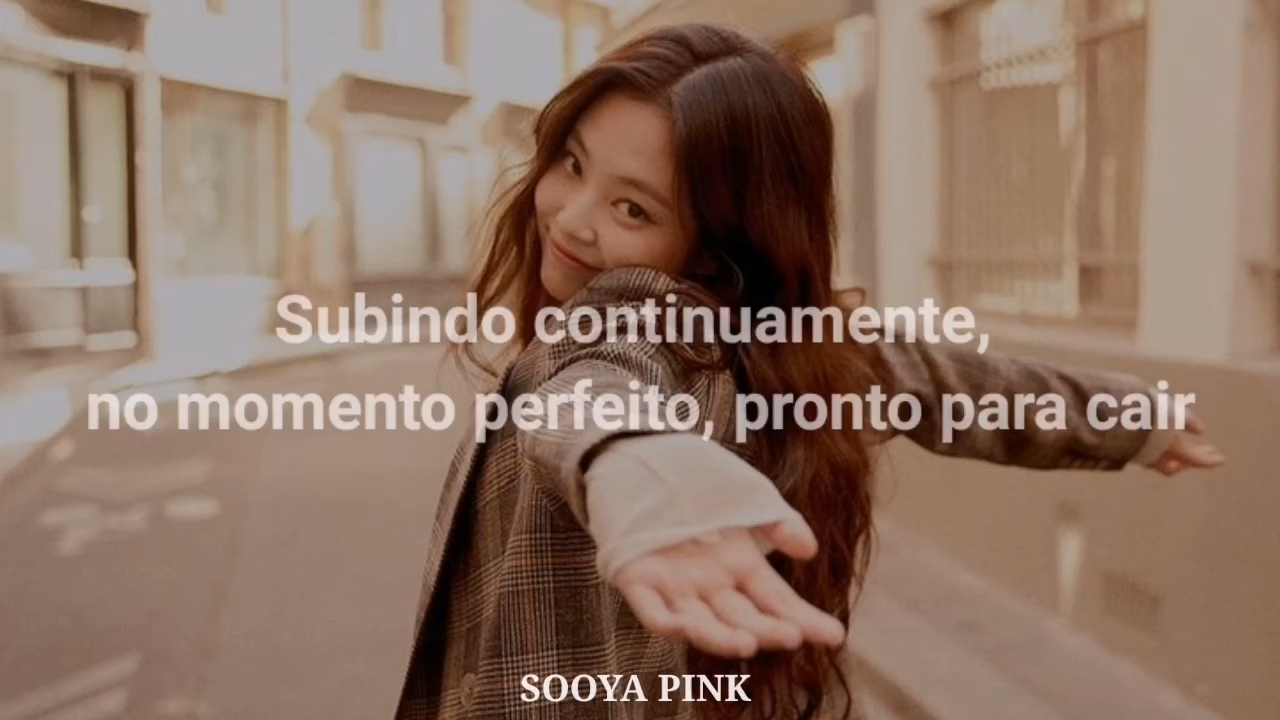 Subindo continuamente,
no momento perfeito, pronto para cair
SOOYA PINK